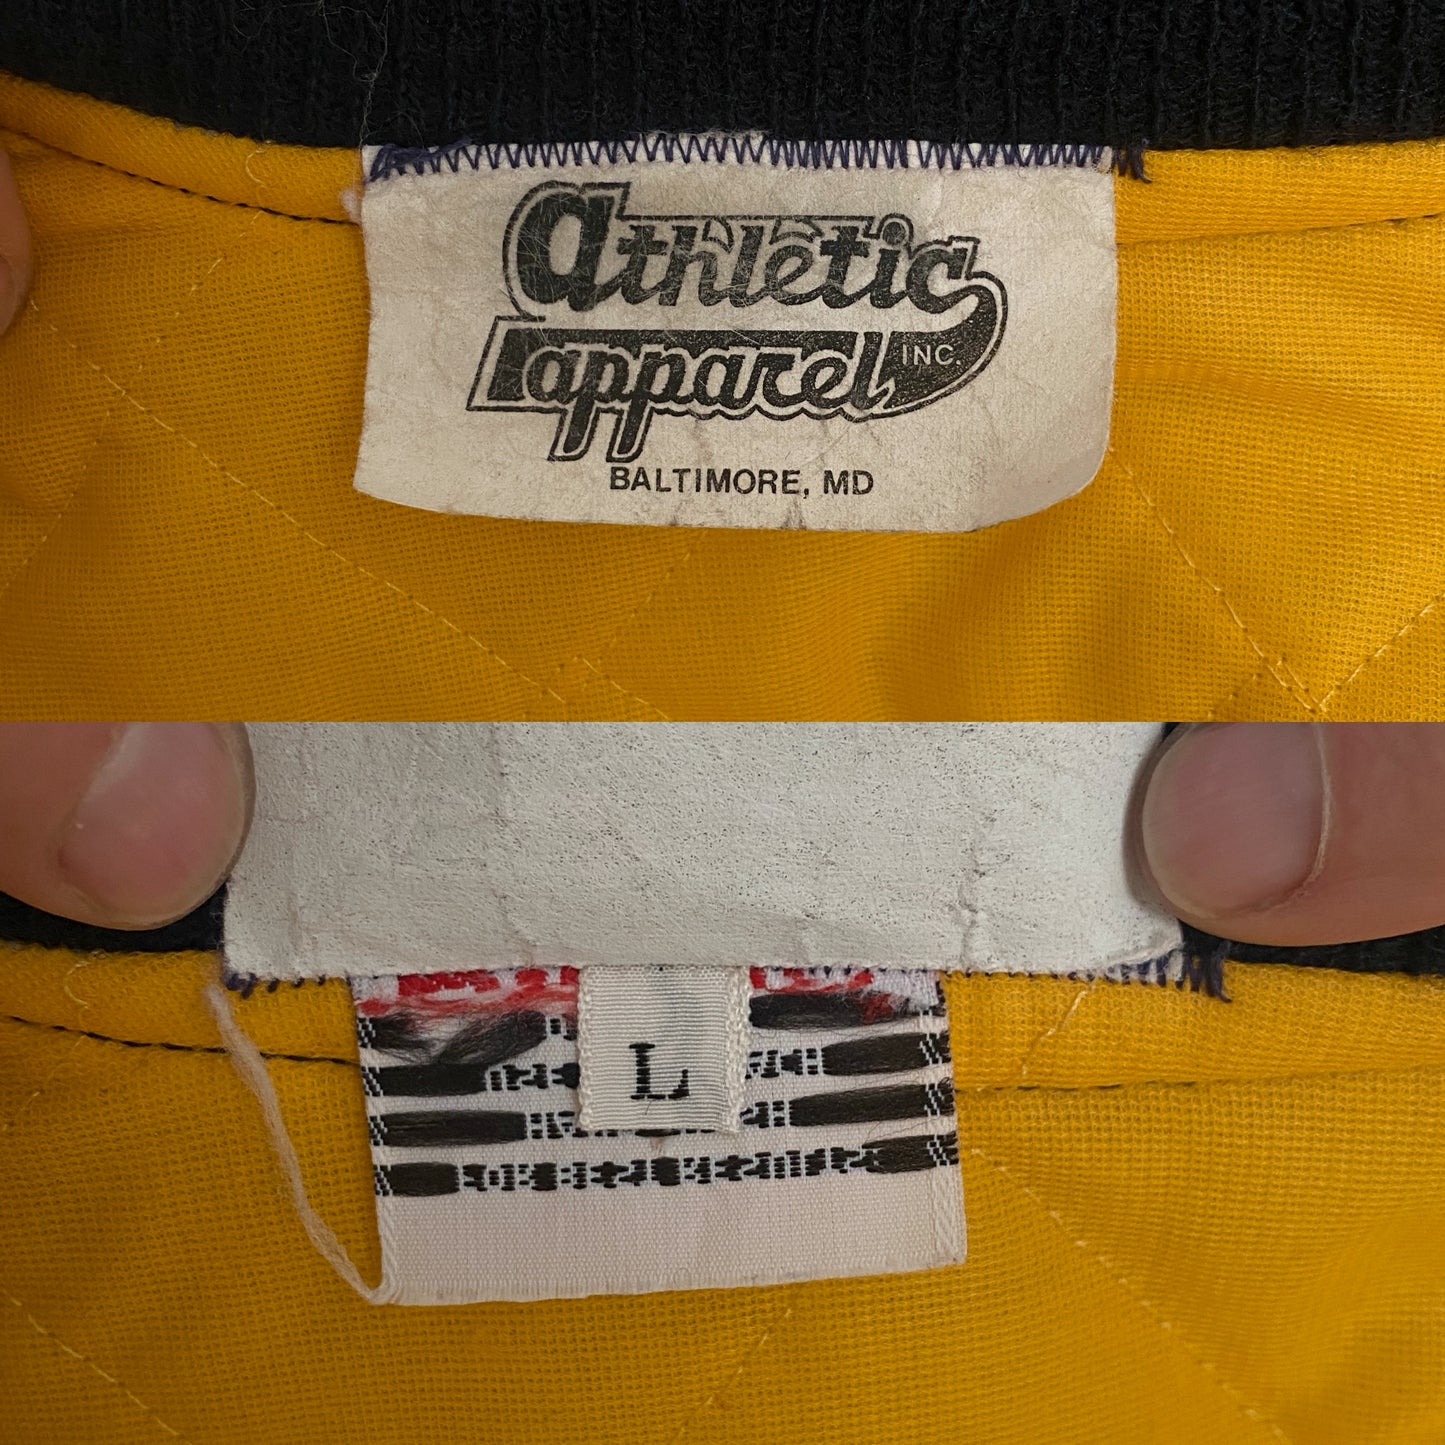 athletic
apparel INC.
BALTIMORE, MD
L